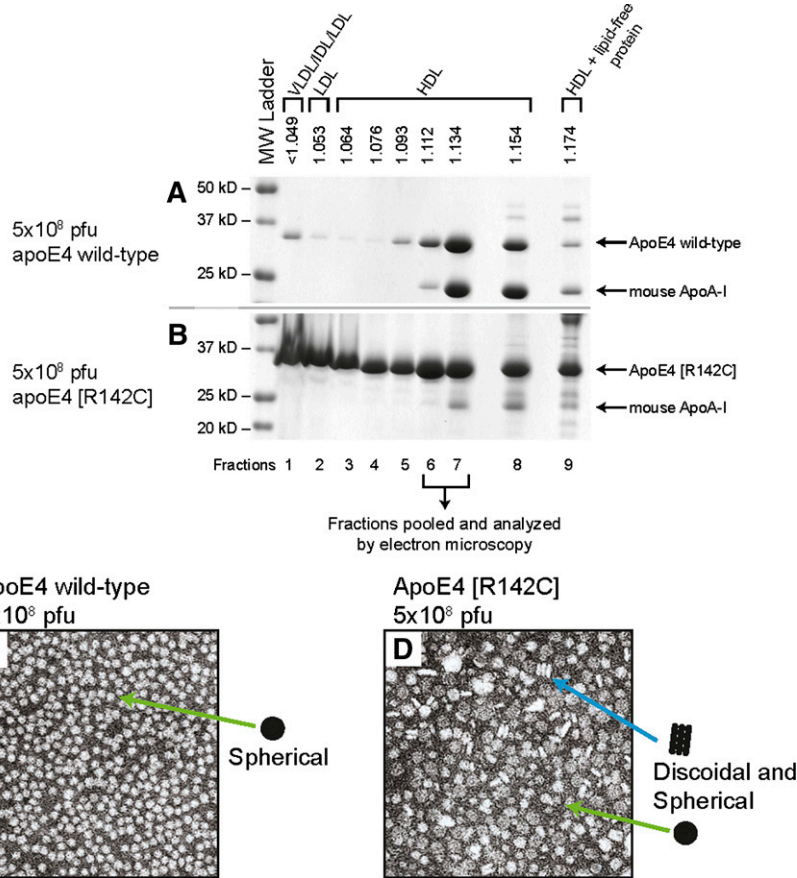 MW Ladder
VLDL/IDL/LDL
LDL
HDL
HDL + lipid-free
protein
<1.049
1.053
1.064
1.076
1.093
1.112
1.134
1.154
1.174
A
50 kD
37 kD
25 kD
5x10⁸ pfu
apoE4 wild-type
ApoE4 wild-type
mouse ApoA-I
B
37 kD
25 kD
20 kD
5x10⁸ pfu
apoE4 [R142C]
ApoE4 [R142C]
mouse ApoA-I
Fractions 1 2 3 4 5 6 7 8 9
Fractions pooled and analyzed
by electron microscopy
poE4 wild-type
x10⁸ pfu
Spherical
ApoE4 [R142C]
5x10⁸ pfu
D
Discoidal and
Spherical